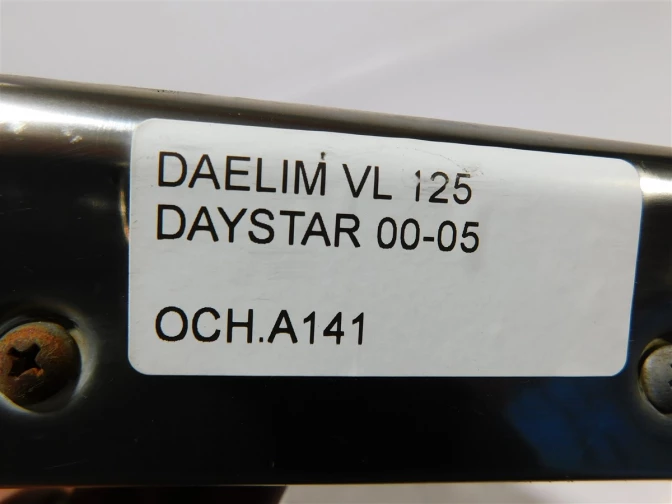 DAELIM VL 125
DAYSTAR 00-05
OCH.A141